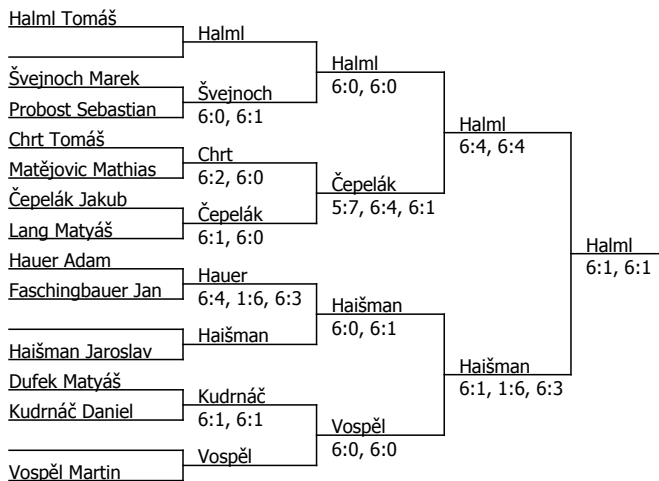 Halml Tomáš
Halml
Halml
6:0, 6:0
Švejnoch Marek
Švejnoch
Probost Sebastian
6:0, 6:1
Halml
6:4, 6:4
Chrt Tomáš
Chrt
Matějovic Mathias
6:2, 6:0
Čepelák
5:7, 6:4, 6:1
Čepelák Jakub
Čepelák
Lang Matyáš
6:1, 6:0
Halml
6:1, 6:1
Hauer Adam
Hauer
Faschingbauer Jan
6:4, 1:6, 6:3
Haišman
6:0, 6:1
Haišman
Haišman Jaroslav
Haišman
6:1, 1:6, 6:3
Dufek Matyáš
Kudrnáč
Kudrnáč Daniel
6:1, 6:1
Vospěl
6:0, 6:0
Vospěl
Vospěl Martin